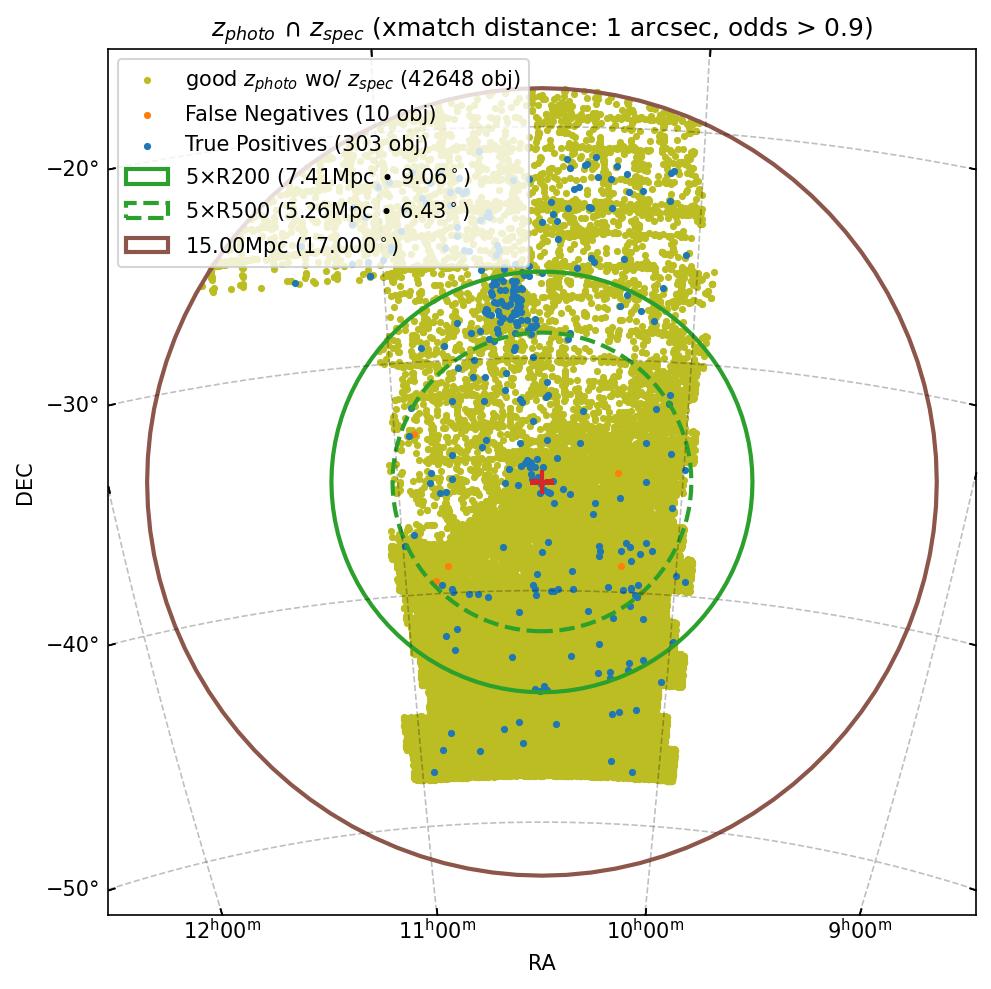 z_photo ∩ z_spec (xmatch distance: 1 arcsec, odds > 0.9)
good z_photo wo/ z_spec (42648 obj)
False Negatives (10 obj)
True Positives (303 obj)
5×R200 (7.41Mpc • 9.06°)
5×R500 (5.26Mpc • 6.43°)
15.00Mpc (17.000°)
−20°
−30°
−40°
−50°
DEC
12h00m
11h00m
10h00m
9h00m
RA